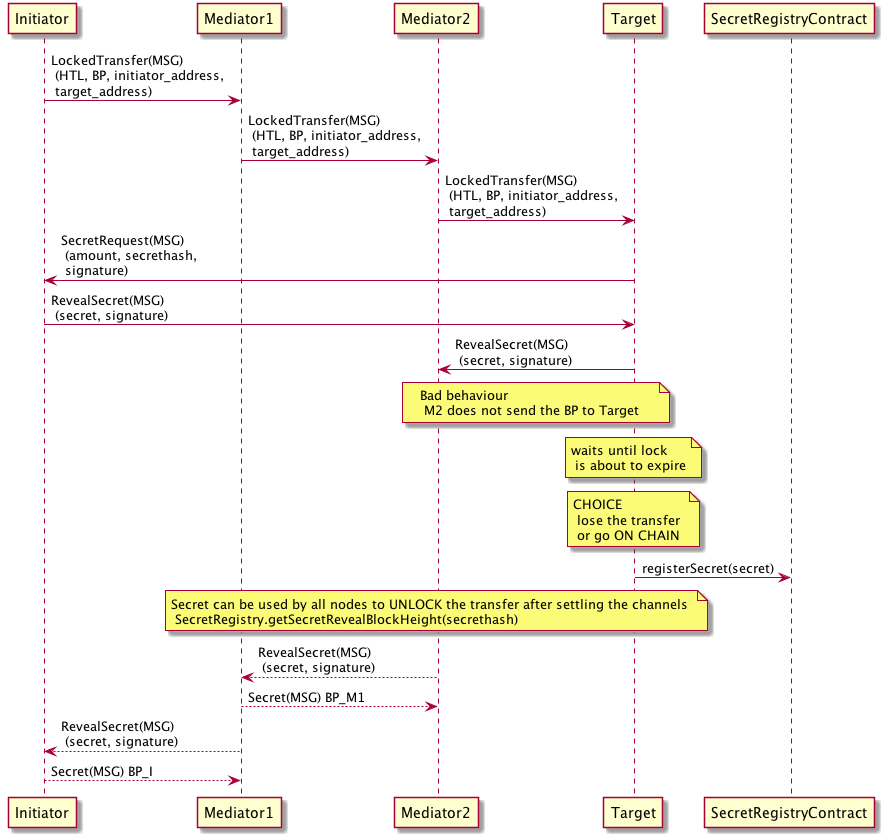 Initiator
Mediator1
Mediator2
Target
SecretRegistryContract
LockedTransfer(MSG)
(HTL, BP, initiator_address,
target_address)
LockedTransfer(MSG)
(HTL, BP, initiator_address,
target_address)
LockedTransfer(MSG)
(HTL, BP, initiator_address,
target_address)
SecretRequest(MSG)
(amount, secrethash,
signature)
RevealSecret(MSG)
(secret, signature)
RevealSecret(MSG)
(secret, signature)
Bad behaviour
M2 does not send the BP to Target
waits until lock
is about to expire
CHOICE
lose the transfer
or go ON CHAIN
registerSecret(secret)
Secret can be used by all nodes to UNLOCK the transfer after settling the channels
SecretRegistry.getSecretRevealBlockHeight(secrethash)
RevealSecret(MSG)
(secret, signature)
Secret(MSG) BP_M1
RevealSecret(MSG)
(secret, signature)
Secret(MSG) BP_I
Initiator
Mediator1
Mediator2
Target
SecretRegistryContract